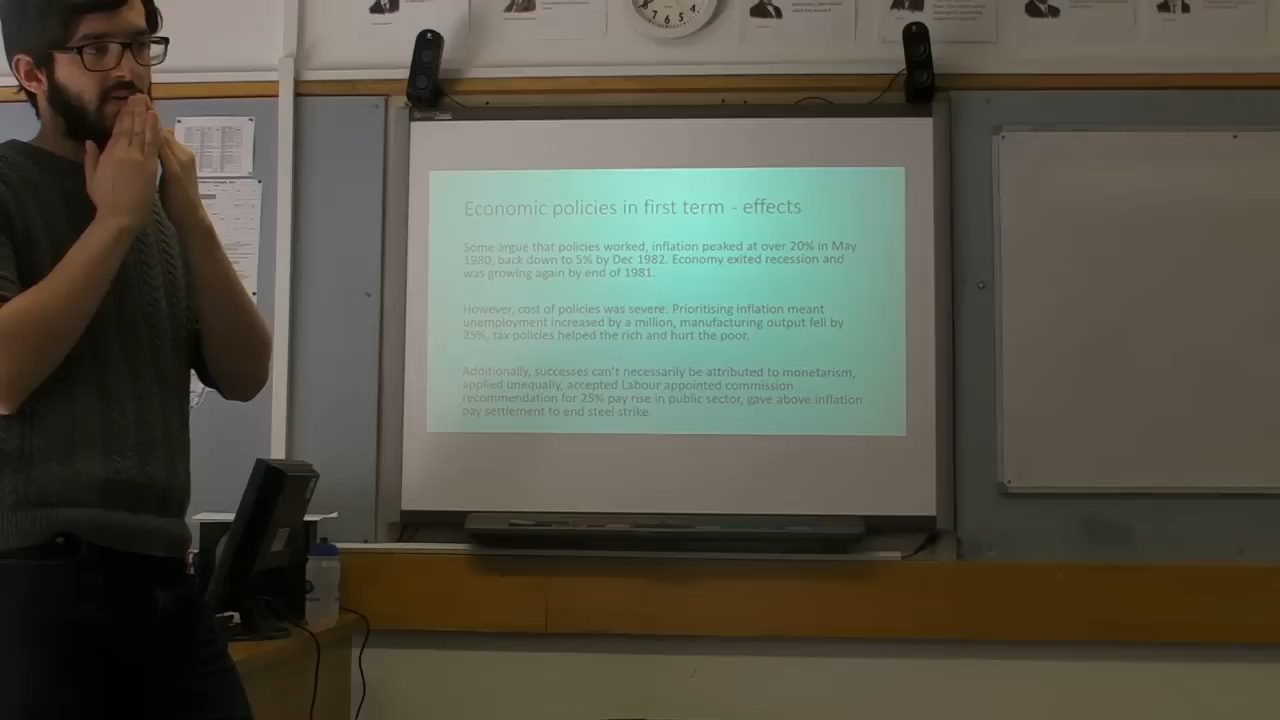 7 6 5 4
Economic policies in first term - effects
Some argue that policies worked, inflation peaked at over 20% in May
1980, back down to 5% by Dec 1982. Economy exited recession and
was growing again by end of 1981.
However, cost of policies was severe. Prioritising inflation meant
unemployment increased by a million, manufacturing output fell by
25%, tax policies helped the rich and hurt the poor.
Additionally, successes can't necessarily be attributed to monetarism,
applied unequally, accepted Labour appointed commission
recommendation for 25% pay rise in public sector, gave above inflation
pay settlement to end steel strike.